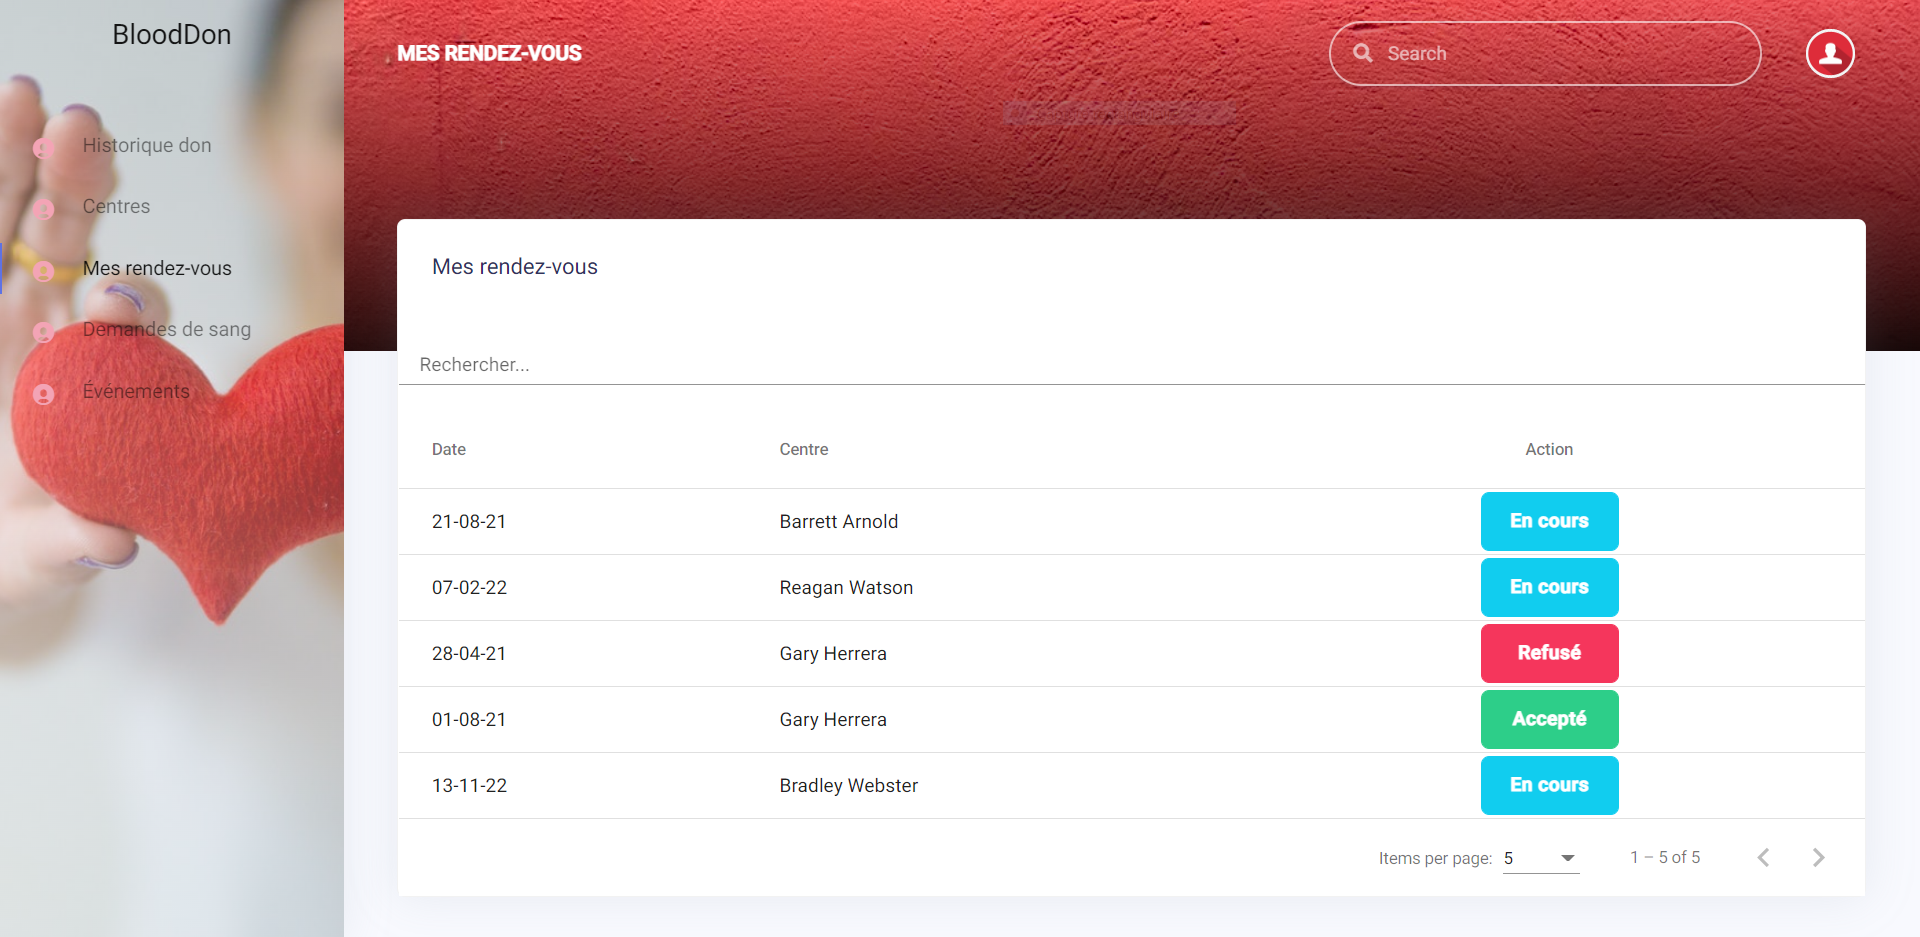 BloodDon
Historique don
Centres
Mes rendez-vous
Demandes de sang
Événements
MES RENDEZ-VOUS
Search
Mes rendez-vous
Rechercher...
Date Centre Action
21-08-21 Barrett Arnold En cours
07-02-22 Reagan Watson En cours
28-04-21 Gary Herrera Refusé
01-08-21 Gary Herrera Accepté
13-11-22 Bradley Webster En cours
Items per page: 5 1 – 5 of 5